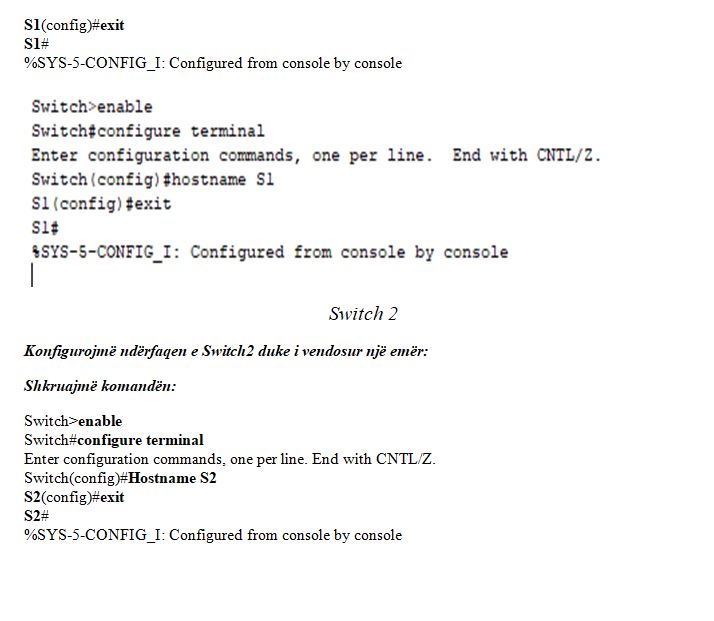 S1(config)#exit
S1#
%SYS-5-CONFIG_I: Configured from console by console
Switch>enable
Switch#configure terminal
Enter configuration commands, one per line.  End with CNTL/Z.
Switch(config)#hostname S1
S1(config)#exit
S1#
%SYS-5-CONFIG_I: Configured from console by console
Switch 2
Konfigurojmë ndërfaqen e Switch2 duke i vendosur një emër:
Shkruajmë komandën:
Switch>enable
Switch#configure terminal
Enter configuration commands, one per line. End with CNTL/Z.
Switch(config)#Hostname S2
S2(config)#exit
S2#
%SYS-5-CONFIG_I: Configured from console by console